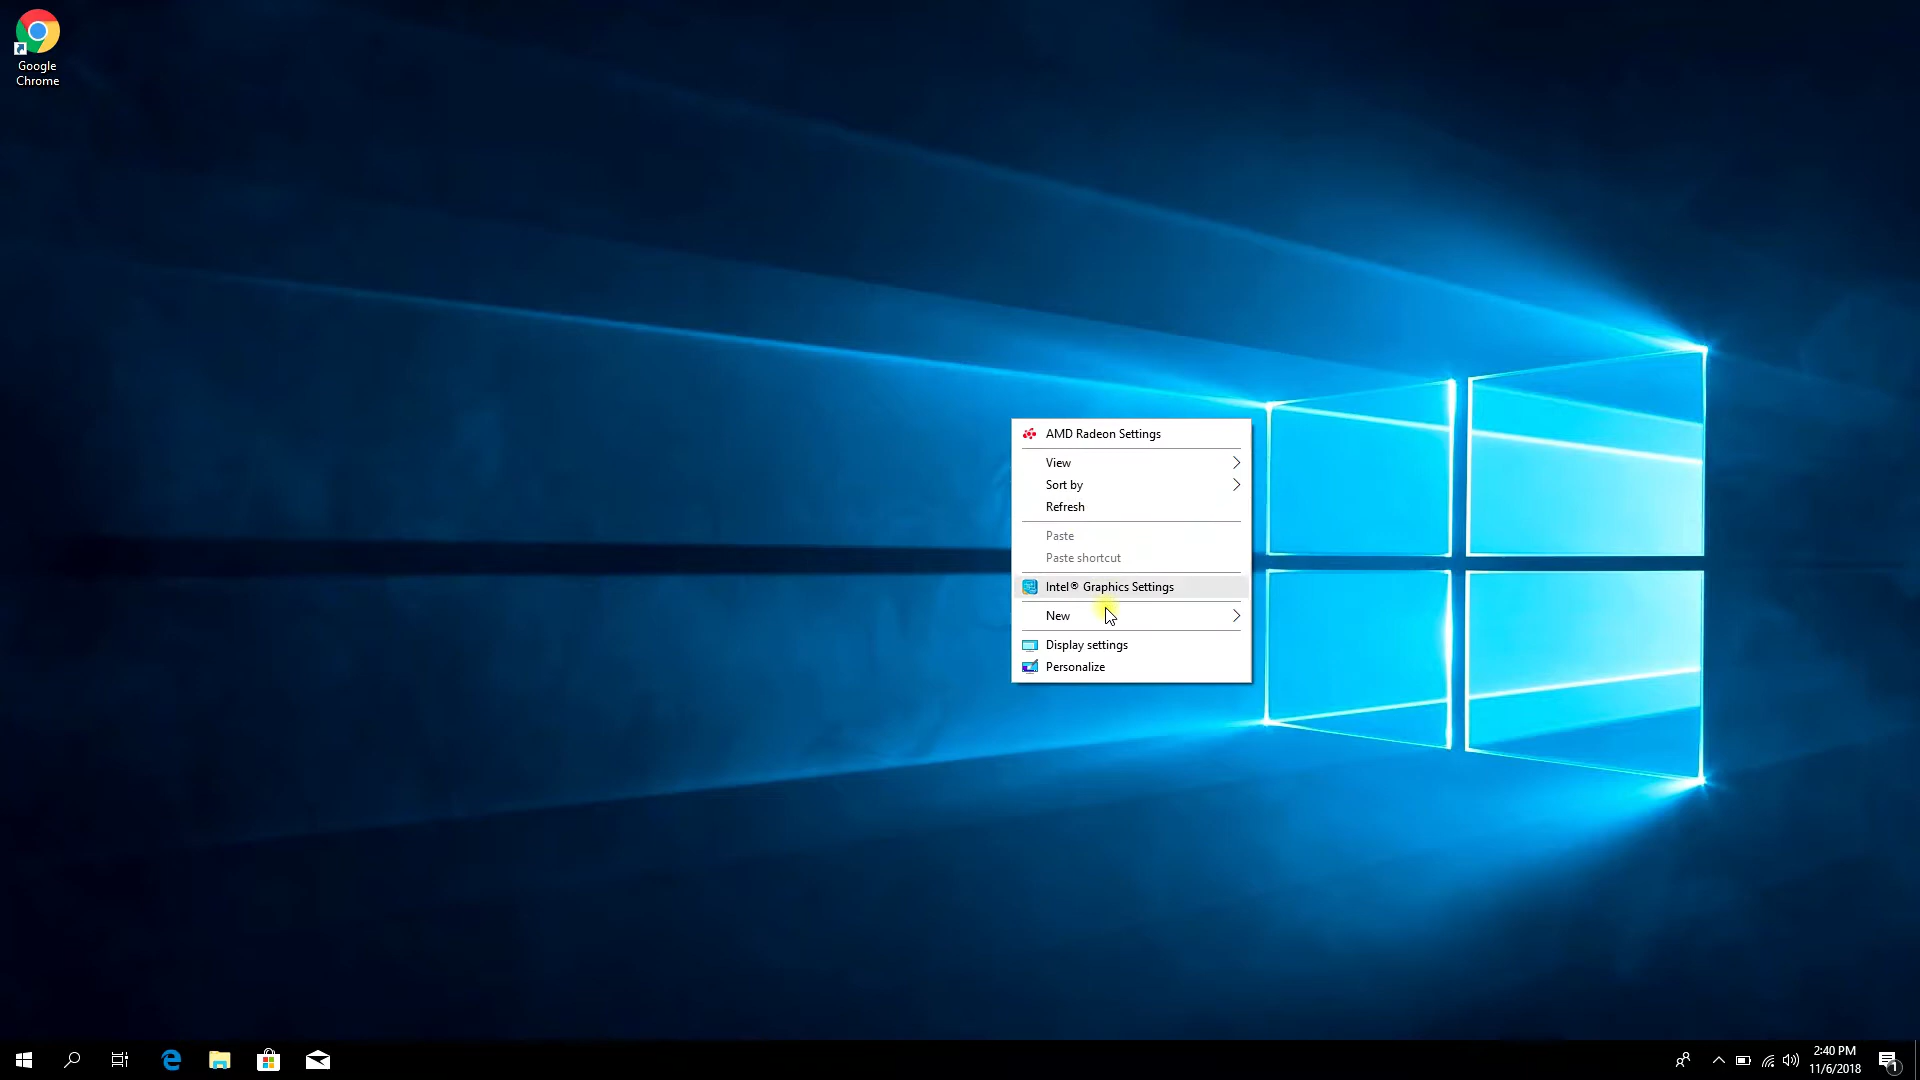 Google
Chrome
AMD Radeon Settings
View
Sort by
Refresh
Paste
Paste shortcut
Intel® Graphics Settings
New
Display settings
Personalize
2:40 PM
11/6/2018
1